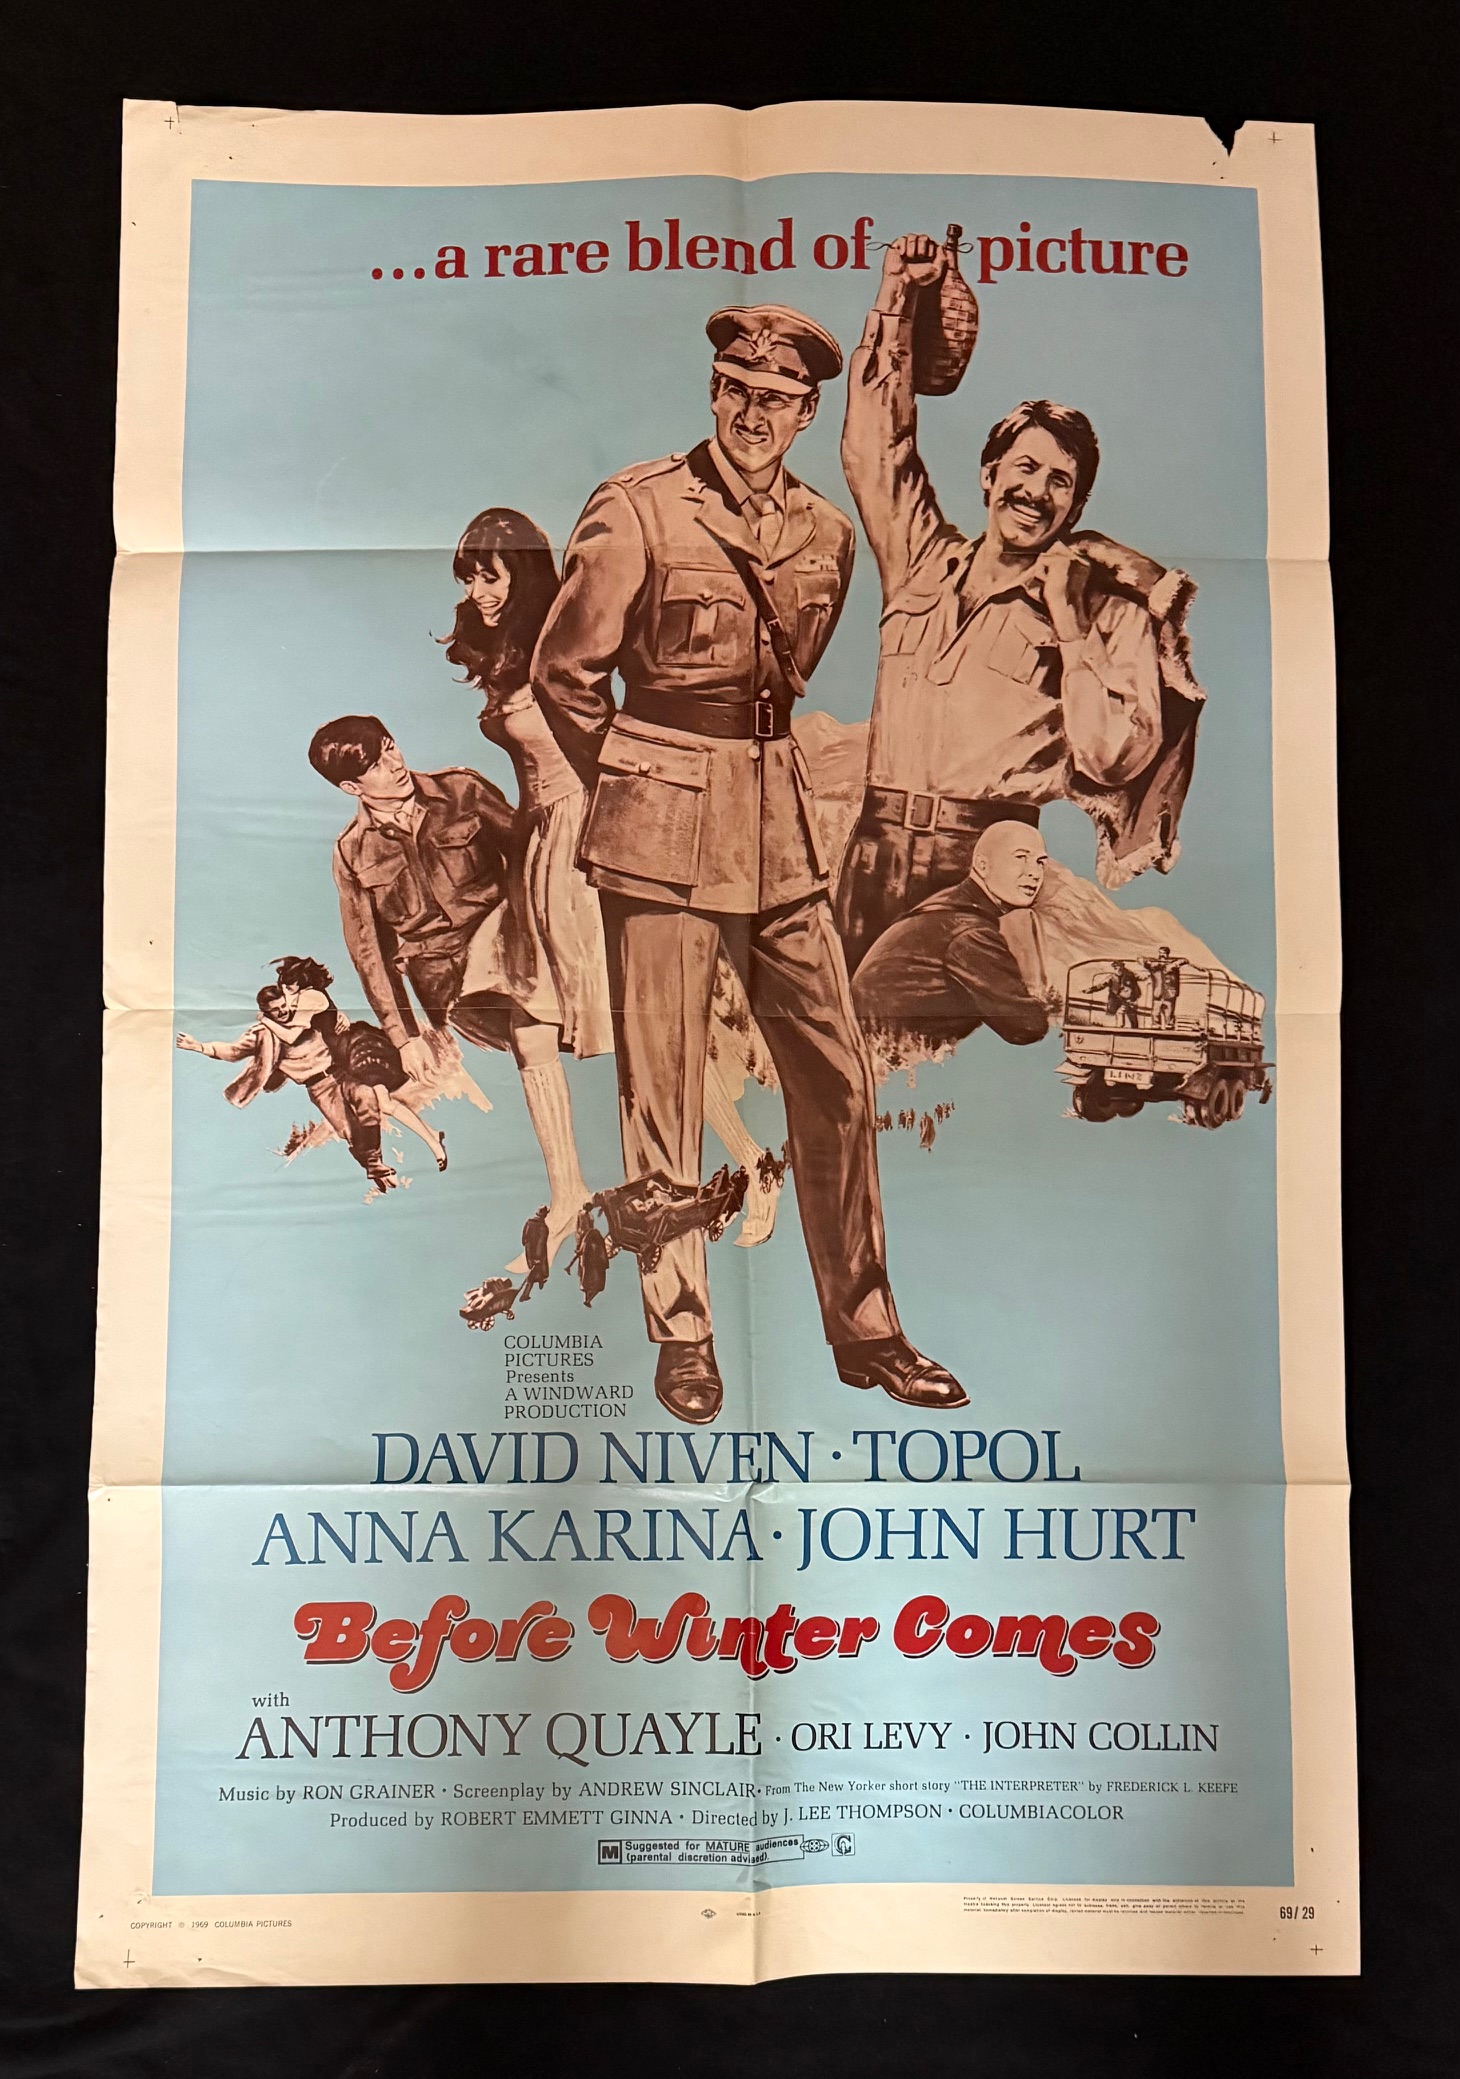 ...a rare blend of picture
COLUMBIA
PICTURES
Presents
A WINDWARD
PRODUCTION
DAVID NIVEN · TOPOL
ANNA KARINA · JOHN HURT
Before Winter Comes
with
ANTHONY QUAYLE · ORI LEVY · JOHN COLLIN
Music by RON GRAINER · Screenplay by ANDREW SINCLAIR · From The New Yorker short story "THE INTERPRETER" by FREDERICK L. KEEFE
Produced by ROBERT EMMETT GINNA · Directed by J. LEE THOMPSON · COLUMBIACOLOR
M Suggested for MATURE audiences
(parental discretion advised).
COPYRIGHT © 1969 COLUMBIA PICTURES
69/29